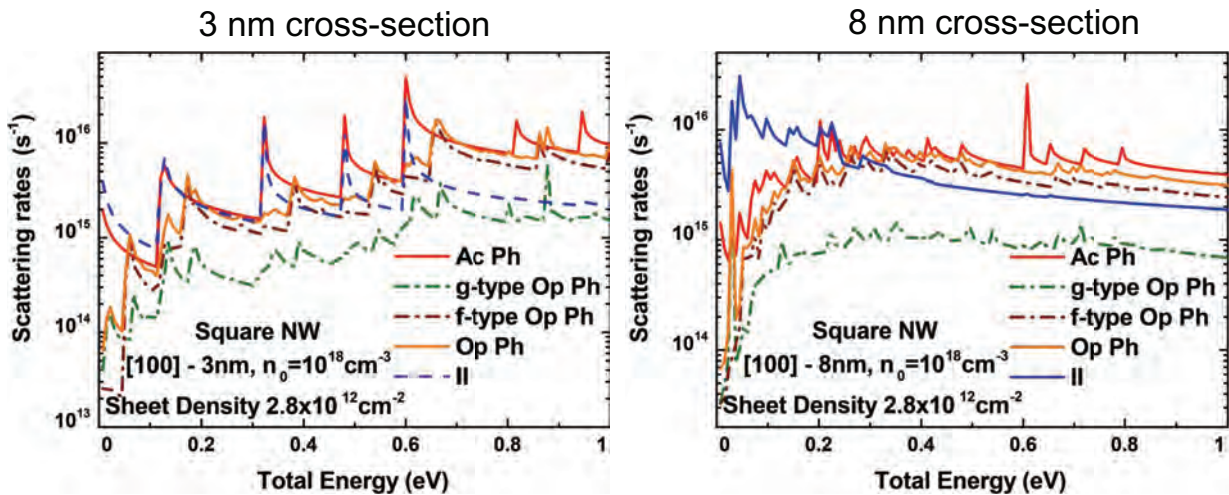 3 nm cross-section
Scattering rates (s⁻¹)
10¹⁶
10¹⁵
10¹⁴
10¹³
Ac Ph
g-type Op Ph
f-type Op Ph
Op Ph
II
Square NW
[100] - 3nm, n₀=10¹⁸cm⁻³
Sheet Density 2.8x10¹²cm⁻²
0 0.2 0.4 0.6 0.8 1
Total Energy (eV)
8 nm cross-section
Scattering rates (s⁻¹)
10¹⁶
10¹⁵
10¹⁴
Ac Ph
g-type Op Ph
f-type Op Ph
Op Ph
II
Square NW
[100] - 8nm, n₀=10¹⁸cm⁻³
Sheet Density 2.8x10¹²cm⁻²
0 0.2 0.4 0.6 0.8 1
Total Energy (eV)